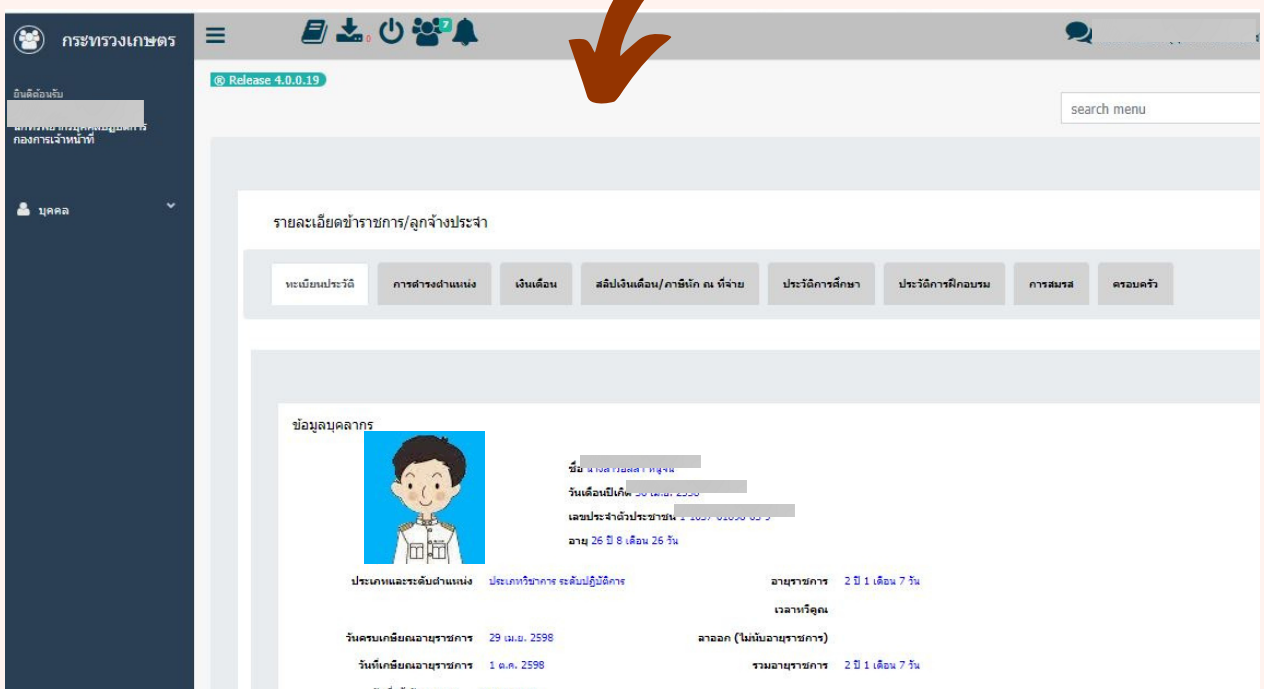 กระทรวงเกษตร
0
7
® Release 4.0.0.19
ยินดีต้อนรับ
search menu
กองการเจ้าหน้าที่
บุคคล
รายละเอียดข้าราชการ/ลูกจ้างประจำ
ทะเบียนประวัติ การดำรงตำแหน่ง เงินเดือน สลิปเงินเดือน/ภาษีหัก ณ ที่จ่าย ประวัติการศึกษา ประวัติการฝึกอบรม การสมรส ครอบครัว
ข้อมูลบุคลากร
ชื่อ
วันเดือนปีเกิด
เลขประจำตัวประชาชน
อายุ 26 ปี 8 เดือน 26 วัน
ประเภทและระดับตำแหน่ง ประเภทวิชาการ ระดับปฏิบัติการ อายุราชการ 2 ปี 1 เดือน 7 วัน
เวลาทวีคูณ
วันครบเกษียณอายุราชการ 29 เม.ย. 2598 ลาออก (ไม่นับอายุราชการ)
วันที่เกษียณอายุราชการ 1 ต.ค. 2598 รวมอายุราชการ 2 ปี 1 เดือน 7 วัน